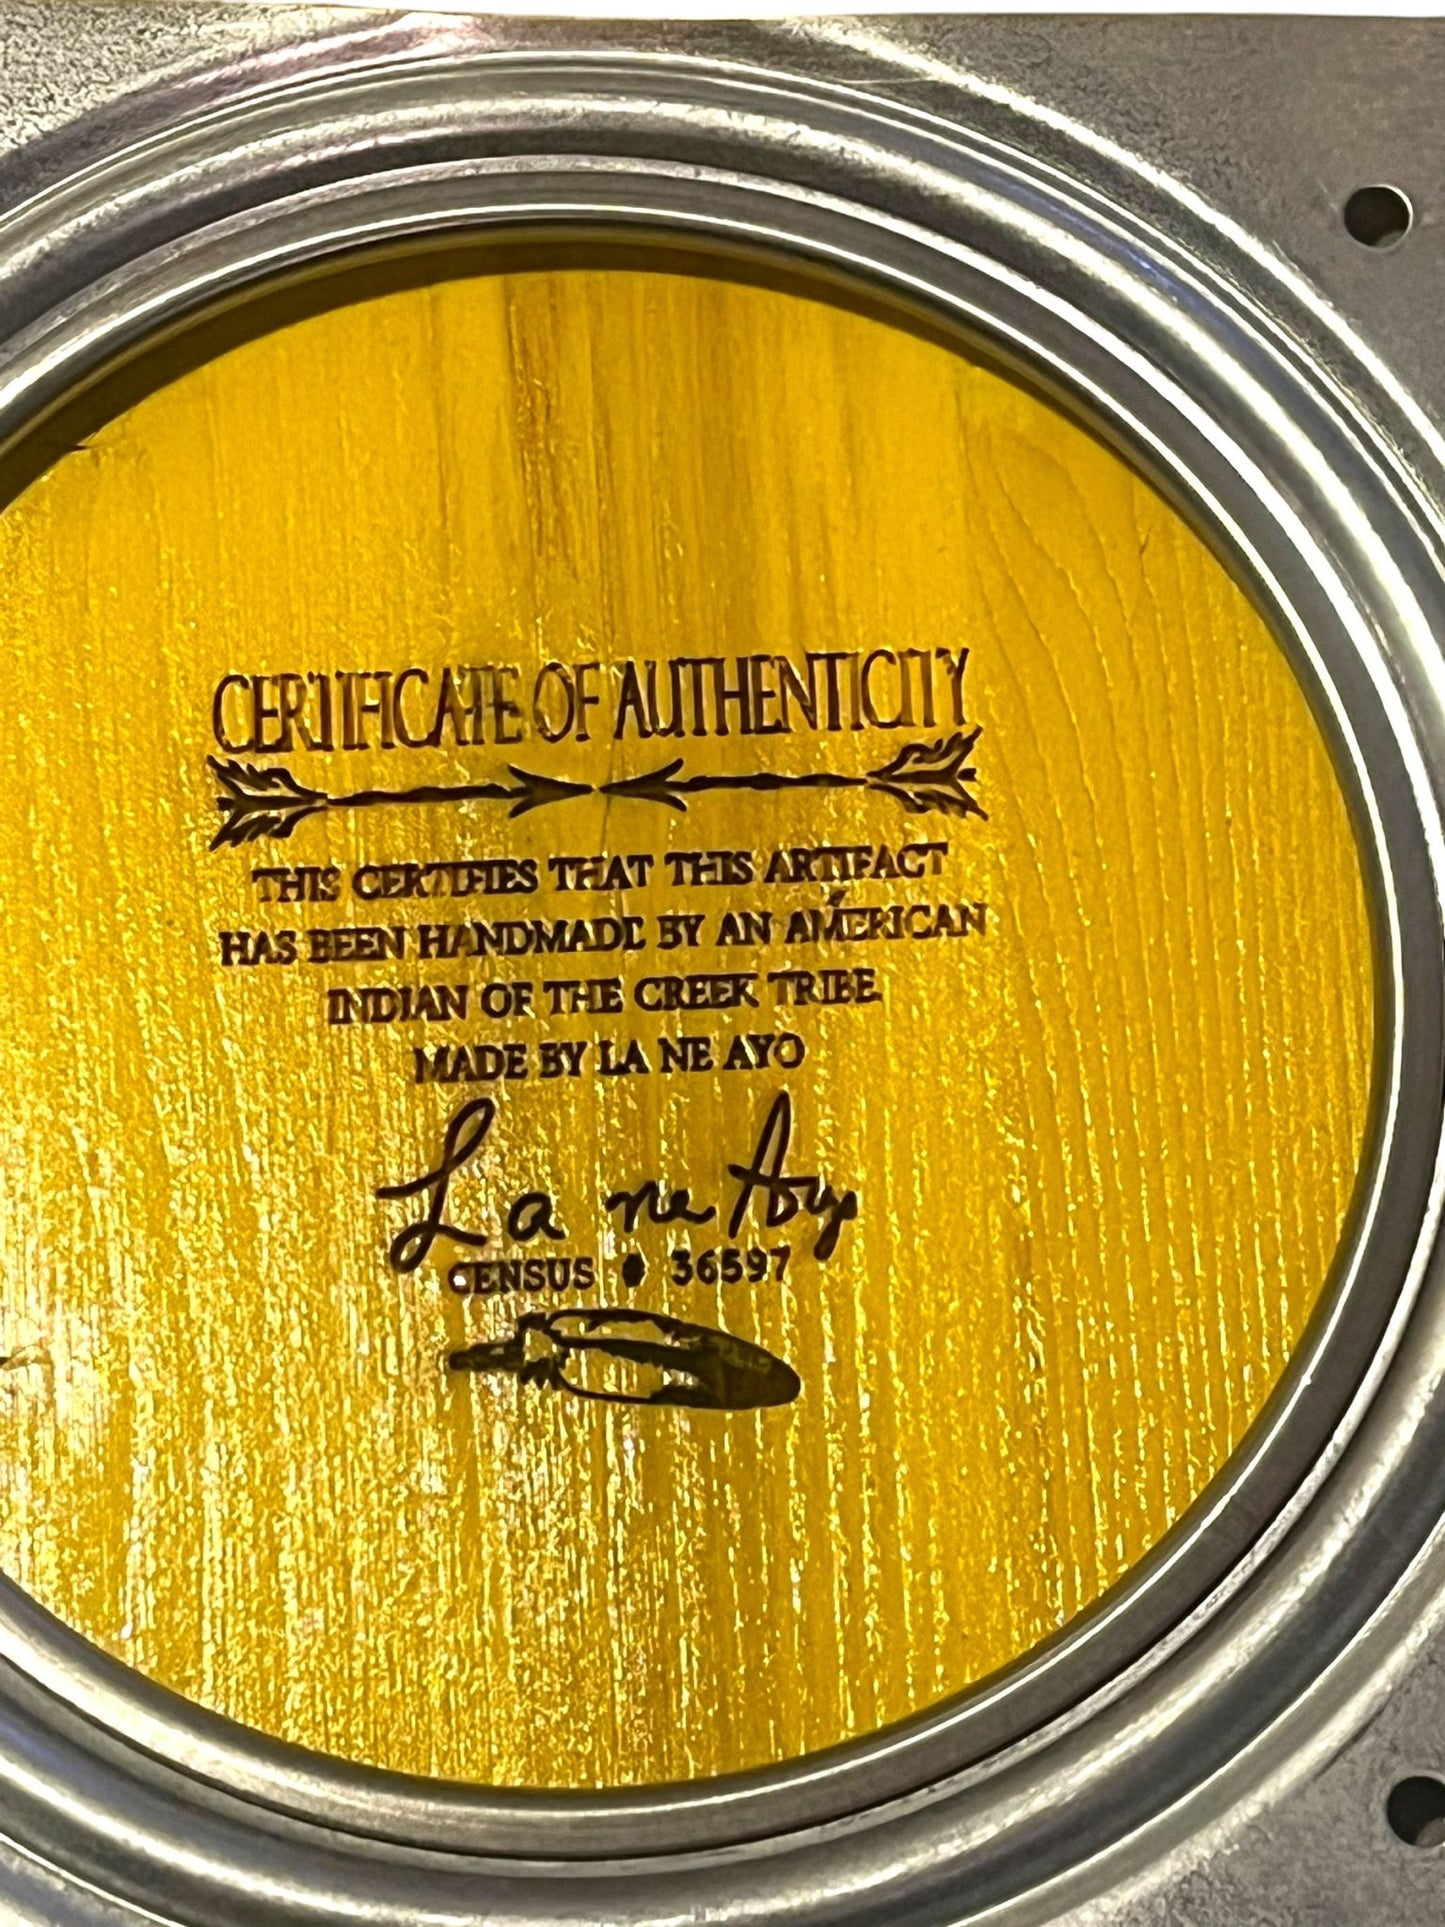 CERTIFICATE OF AUTHENTICITY
THIS CERTIFIES THAT THIS ARTIFACT
HAS BEEN HANDMADE BY AN AMERICAN
INDIAN OF THE CREEK TRIBE.
MADE BY LA NE AYO
La ne Ayo
CENSUS # 36597